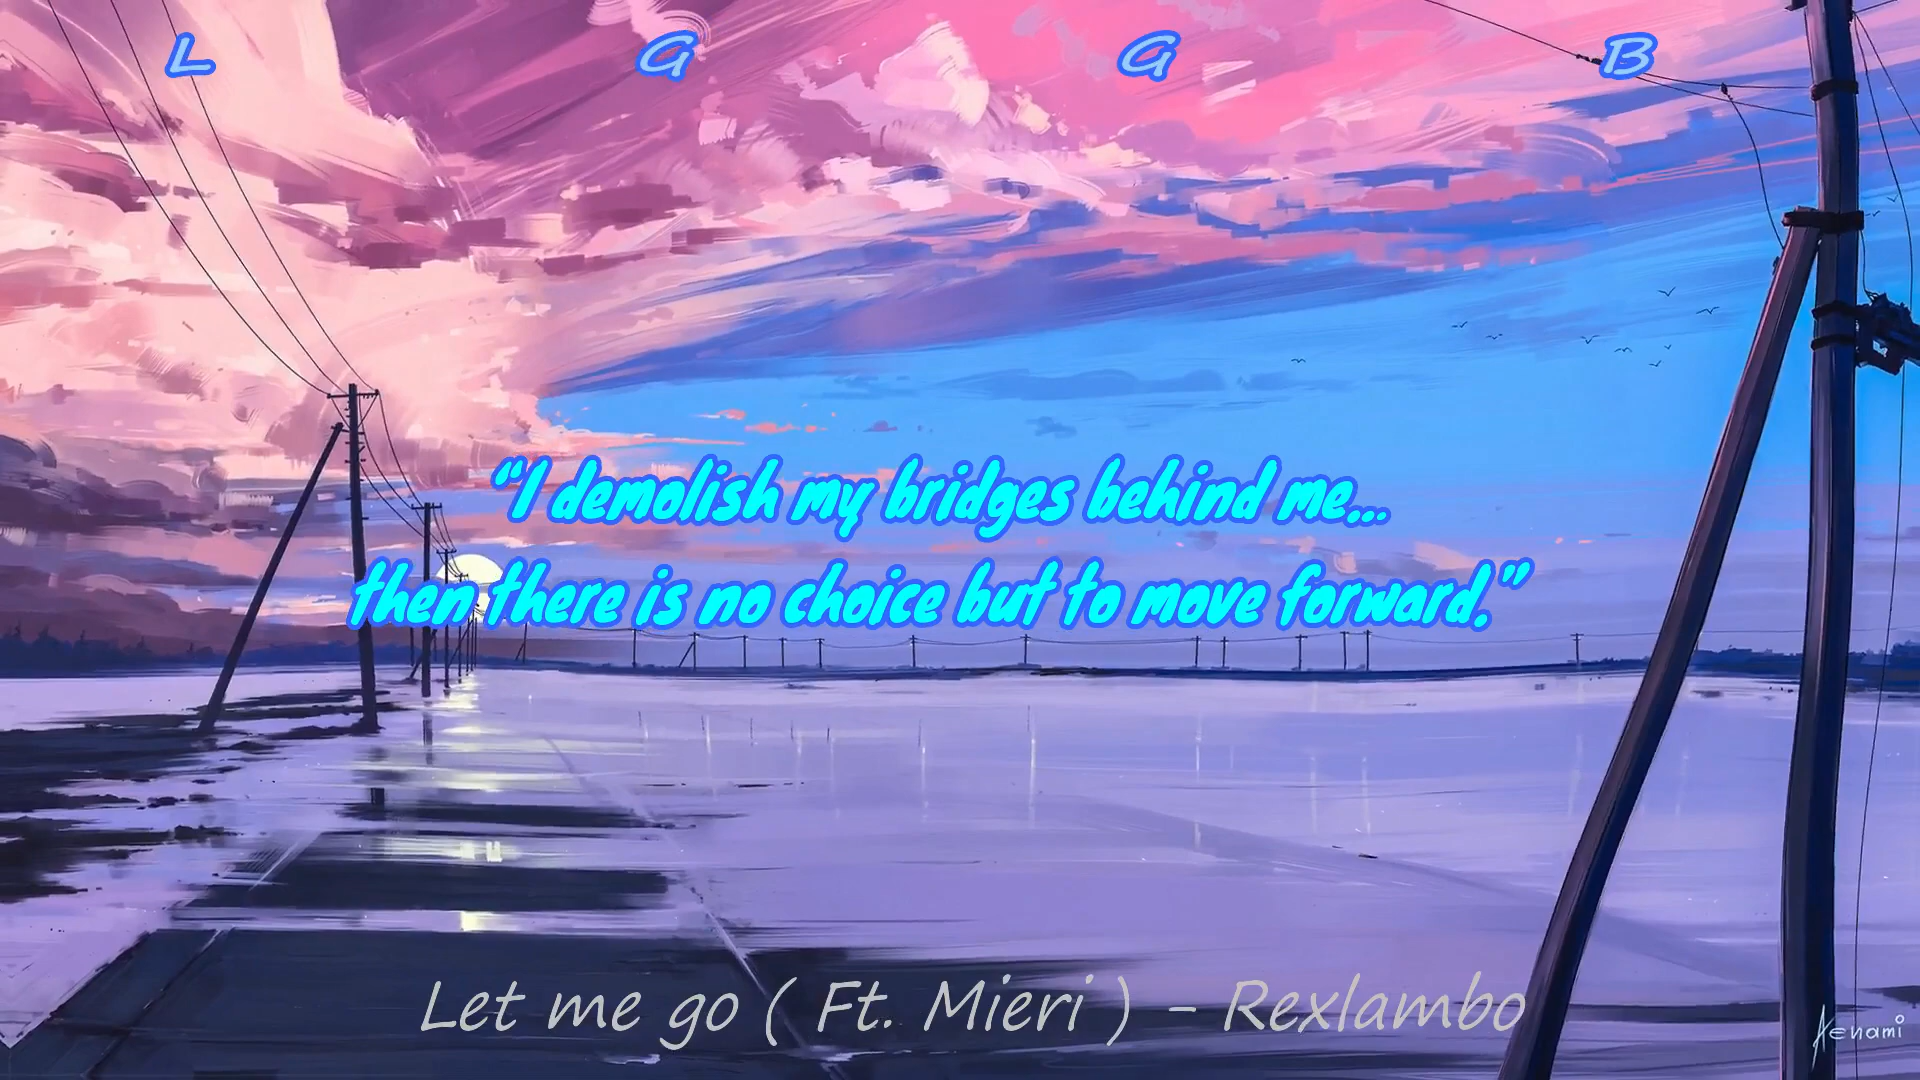 L G G B
“I demolish my bridges behind me...
then there is no choice but to move forward.”
Let me go ( Ft. Mieri ) - Rexlambo
Aenami